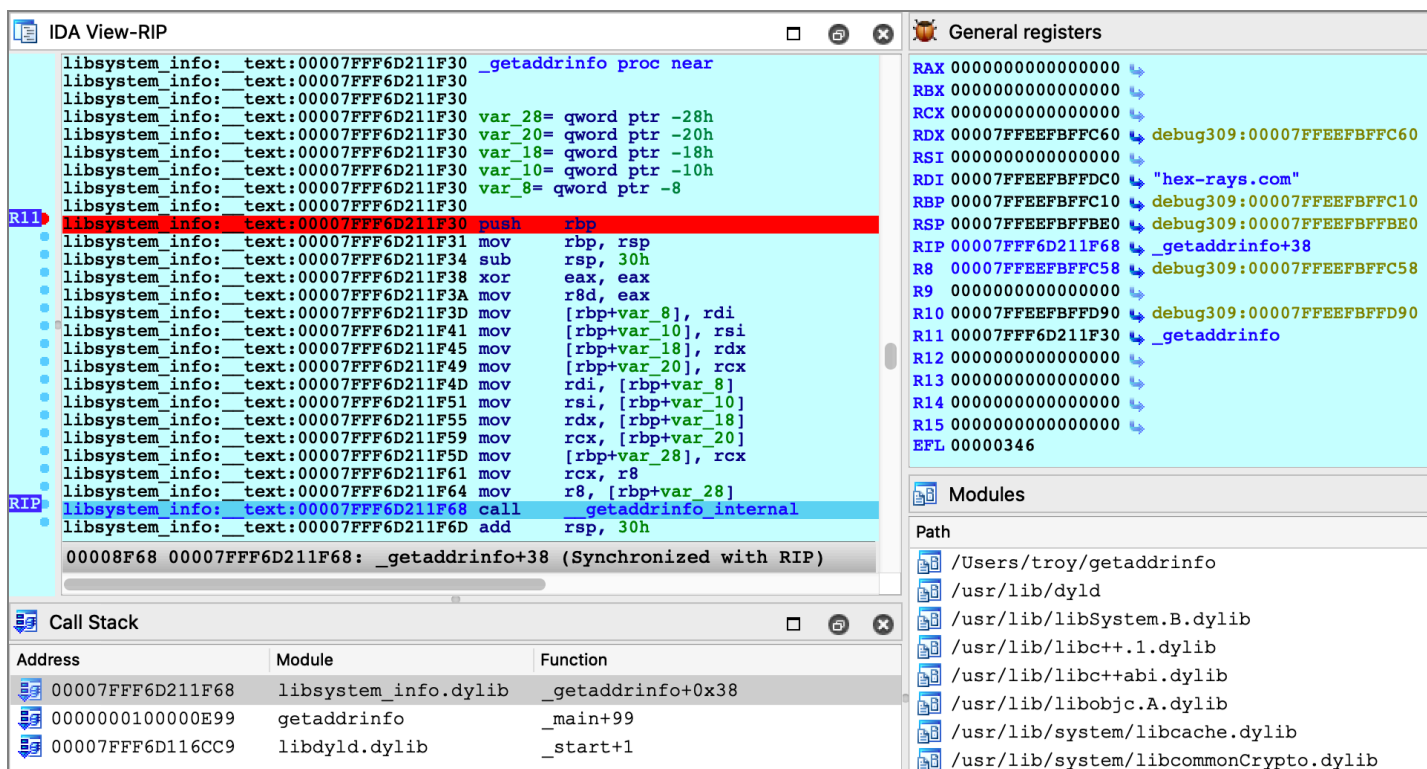 IDA View-RIP
libsystem_info:__text:00007FFF6D211F30 _getaddrinfo proc near
libsystem_info:__text:00007FFF6D211F30
libsystem_info:__text:00007FFF6D211F30
libsystem_info:__text:00007FFF6D211F30 var_28= qword ptr -28h
libsystem_info:__text:00007FFF6D211F30 var_20= qword ptr -20h
libsystem_info:__text:00007FFF6D211F30 var_18= qword ptr -18h
libsystem_info:__text:00007FFF6D211F30 var_10= qword ptr -10h
libsystem_info:__text:00007FFF6D211F30 var_8= qword ptr -8
libsystem_info:__text:00007FFF6D211F30
R11 libsystem_info:__text:00007FFF6D211F30 push rbp
libsystem_info:__text:00007FFF6D211F31 mov rbp, rsp
libsystem_info:__text:00007FFF6D211F34 sub rsp, 30h
libsystem_info:__text:00007FFF6D211F38 xor eax, eax
libsystem_info:__text:00007FFF6D211F3A mov r8d, eax
libsystem_info:__text:00007FFF6D211F3D mov [rbp+var_8], rdi
libsystem_info:__text:00007FFF6D211F41 mov [rbp+var_10], rsi
libsystem_info:__text:00007FFF6D211F45 mov [rbp+var_18], rdx
libsystem_info:__text:00007FFF6D211F49 mov [rbp+var_20], rcx
libsystem_info:__text:00007FFF6D211F4D mov rdi, [rbp+var_8]
libsystem_info:__text:00007FFF6D211F51 mov rsi, [rbp+var_10]
libsystem_info:__text:00007FFF6D211F55 mov rdx, [rbp+var_18]
libsystem_info:__text:00007FFF6D211F59 mov rcx, [rbp+var_20]
libsystem_info:__text:00007FFF6D211F5D mov [rbp+var_28], rcx
libsystem_info:__text:00007FFF6D211F61 mov rcx, r8
libsystem_info:__text:00007FFF6D211F64 mov r8, [rbp+var_28]
RIP libsystem_info:__text:00007FFF6D211F68 call __getaddrinfo_internal
libsystem_info:__text:00007FFF6D211F6D add rsp, 30h
00008F68 00007FFF6D211F68: _getaddrinfo+38 (Synchronized with RIP)
General registers
RAX 0000000000000000
RBX 0000000000000000
RCX 0000000000000000
RDX 00007FFEEFBFFC60 debug309:00007FFEEFBFFC60
RSI 0000000000000000
RDI 00007FFEEFBFFDC0 "hex-rays.com"
RBP 00007FFEEFBFFC10 debug309:00007FFEEFBFFC10
RSP 00007FFEEFBFFBE0 debug309:00007FFEEFBFFBE0
RIP 00007FFF6D211F68 _getaddrinfo+38
R8 00007FFEEFBFFC58 debug309:00007FFEEFBFFC58
R9 0000000000000000
R10 00007FFEEFBFFD90 debug309:00007FFEEFBFFD90
R11 00007FFF6D211F30 _getaddrinfo
R12 0000000000000000
R13 0000000000000000
R14 0000000000000000
R15 0000000000000000
EFL 00000346
Modules
Path
/Users/troy/getaddrinfo
/usr/lib/dyld
/usr/lib/libSystem.B.dylib
/usr/lib/libc++.1.dylib
/usr/lib/libc++abi.dylib
/usr/lib/libobjc.A.dylib
/usr/lib/system/libcache.dylib
/usr/lib/system/libcommonCrypto.dylib
Call Stack
Address Module Function
00007FFF6D211F68 libsystem_info.dylib _getaddrinfo+0x38
0000000100000E99 getaddrinfo _main+99
00007FFF6D116CC9 libdyld.dylib _start+1